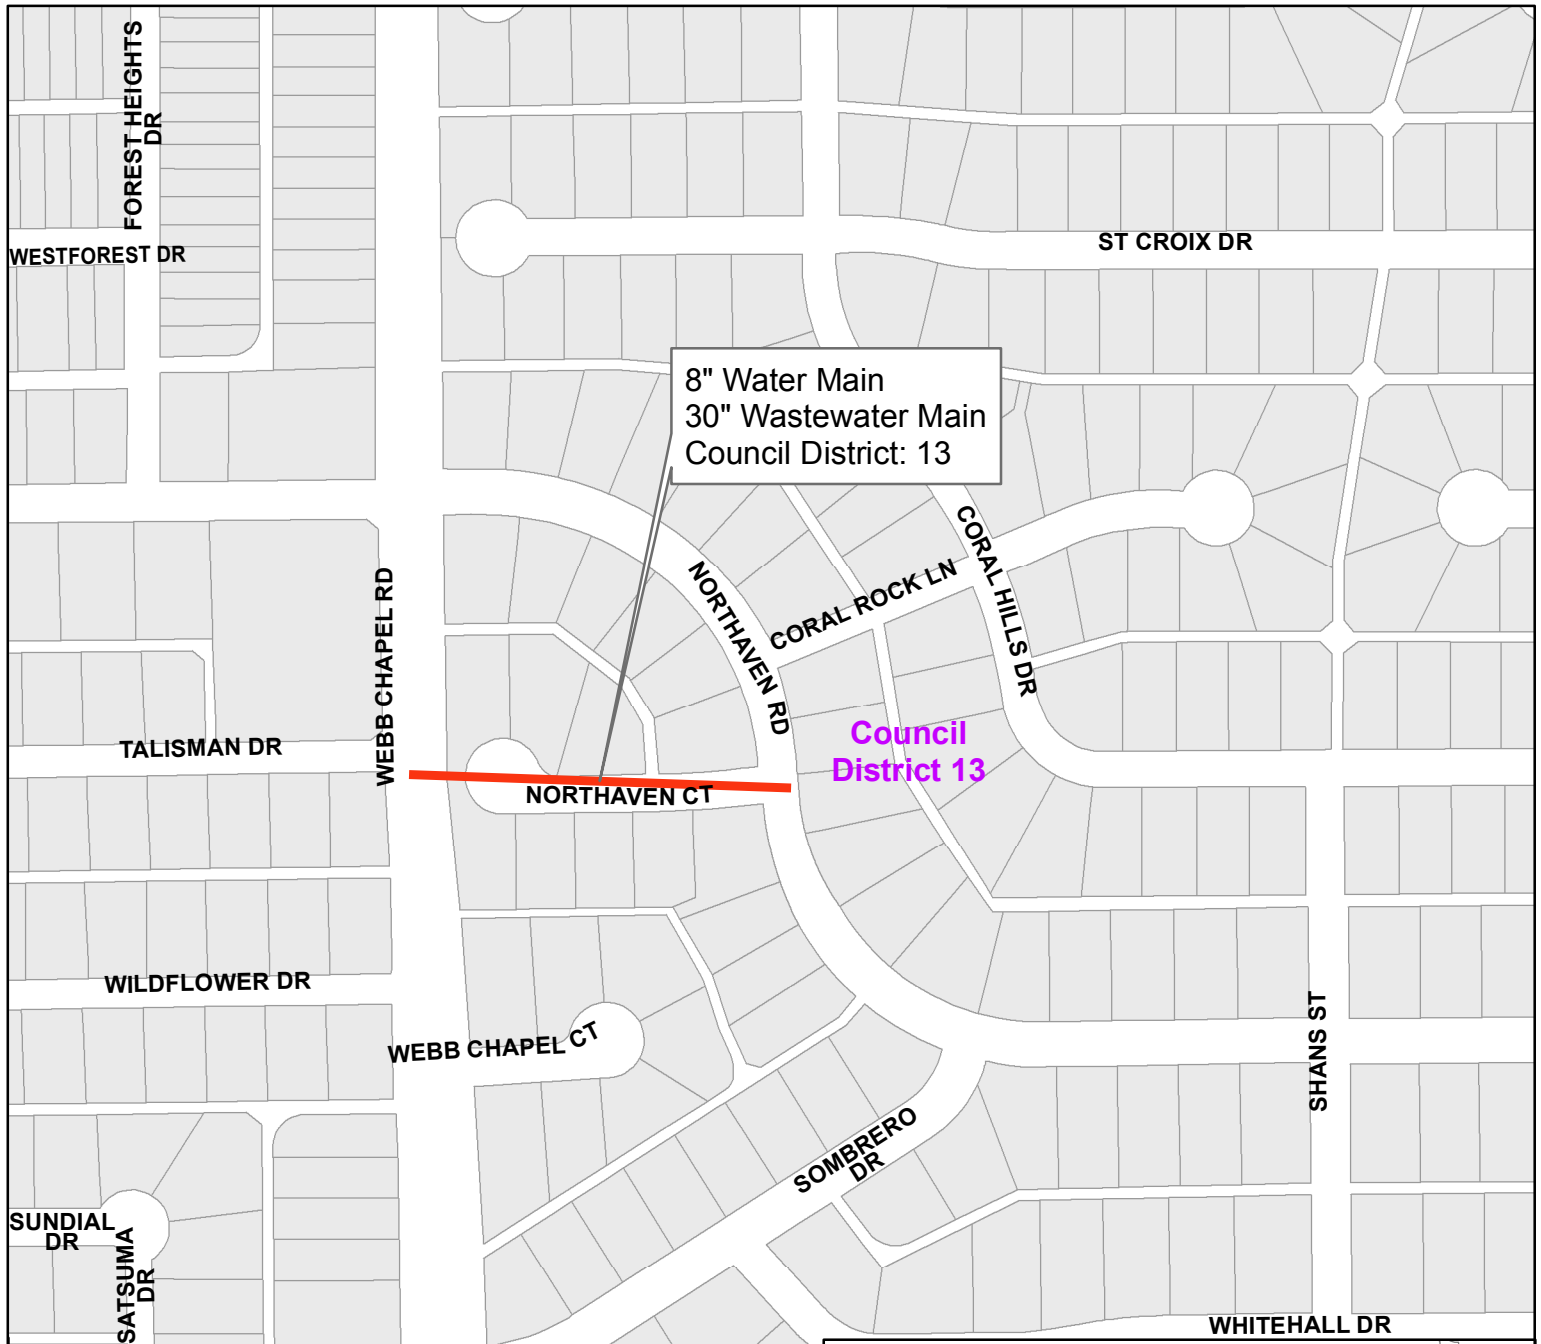 FOREST HEIGHTS
DR
WESTFOREST DR
ST CROIX DR
8" Water Main
30" Wastewater Main
Council District: 13
WEBB CHAPEL RD
NORTHAVEN RD
CORAL ROCK LN
CORAL HILLS DR
TALISMAN DR
Council
District 13
NORTHAVEN CT
WILDFLOWER DR
WEBB CHAPEL CT
SHANS ST
SOMBRERO
DR
SUNDIAL
DR
SATSUMA
DR
WHITEHALL DR